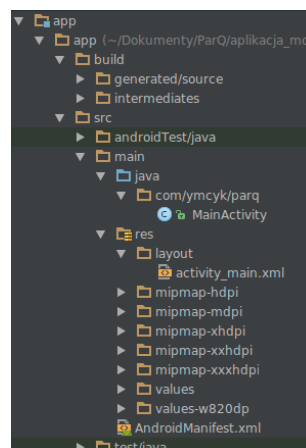 app
app (~/Dokumenty/ParQ/aplikacja_mo
build
generated/source
intermediates
src
androidTest/java
main
java
com/ymcyk/parq
MainActivity
res
layout
activity_main.xml
mipmap-hdpi
mipmap-mdpi
mipmap-xhdpi
mipmap-xxhdpi
mipmap-xxxhdpi
values
values-w820dp
AndroidManifest.xml
test/java